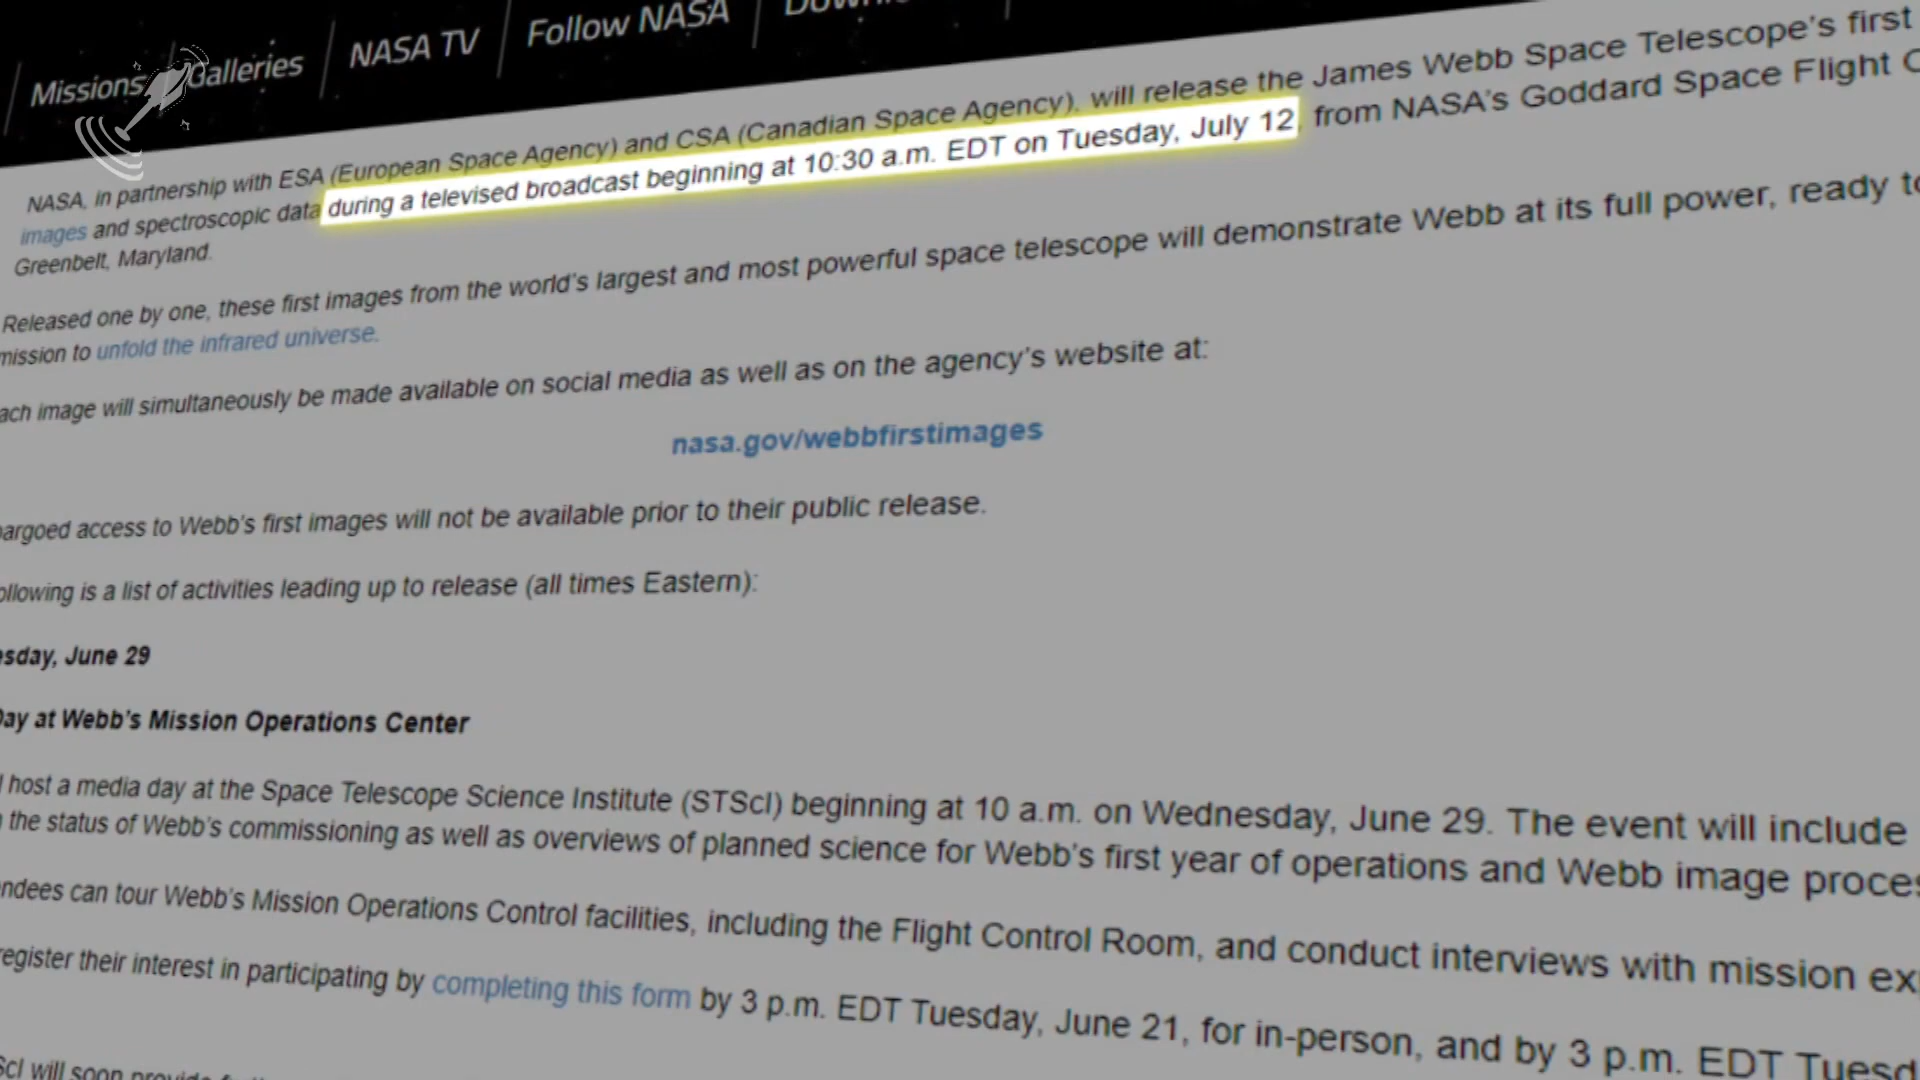 Missions Galleries NASA TV Follow NASA
NASA, in partnership with ESA (European Space Agency) and CSA (Canadian Space Agency), will release the James Webb Space Telescope's first
images and spectroscopic data during a televised broadcast beginning at 10:30 a.m. EDT on Tuesday, July 12, from NASA's Goddard Space Flight
Greenbelt, Maryland.
Released one by one, these first images from the world's largest and most powerful space telescope will demonstrate Webb at its full power, ready to
mission to unfold the infrared universe.
ach image will simultaneously be made available on social media as well as on the agency's website at:
nasa.gov/webbfirstimages
bargoed access to Webb's first images will not be available prior to their public release.
ollowing is a list of activities leading up to release (all times Eastern):
esday, June 29
Day at Webb's Mission Operations Center
host a media day at the Space Telescope Science Institute (STScI) beginning at 10 a.m. on Wednesday, June 29. The event will include
the status of Webb's commissioning as well as overviews of planned science for Webb's first year of operations and Webb image proces
ndees can tour Webb's Mission Operations Control facilities, including the Flight Control Room, and conduct interviews with mission exp
register their interest in participating by completing this form by 3 p.m. EDT Tuesday, June 21, for in-person, and by 3 p.m. EDT Tuesd
ScI will soon provide